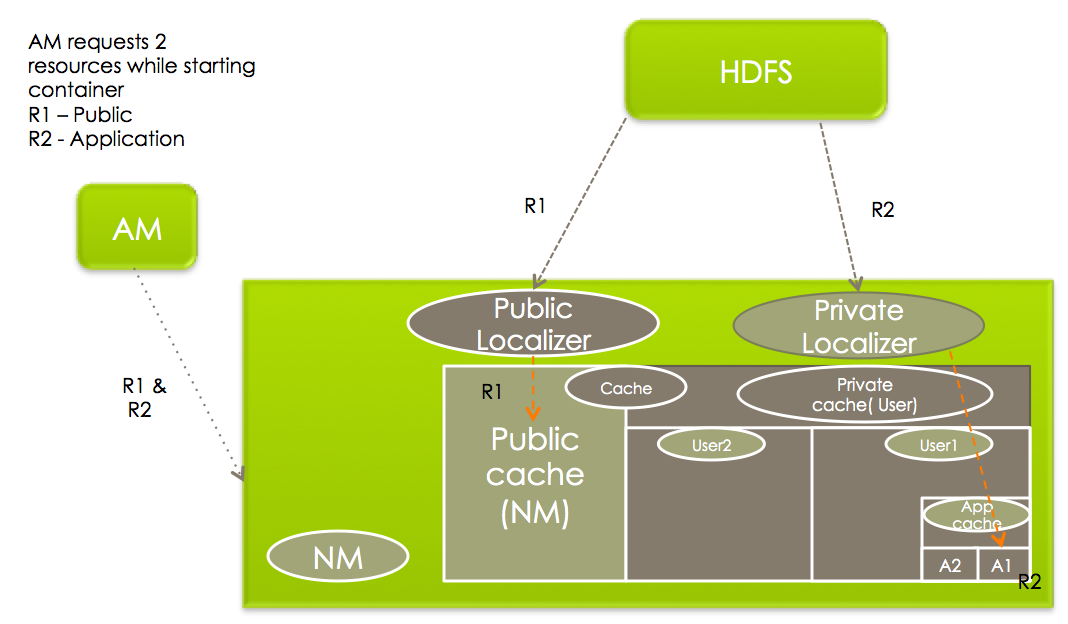 AM requests 2
resources while starting
container
R1 – Public
R2 - Application
HDFS
AM
R1
R2
R1 &
R2
Public
Localizer
Private
Localizer
R1
Cache
Private
cache( User)
Public
cache
(NM)
User2
User1
App
cache
NM
A2
A1
R2